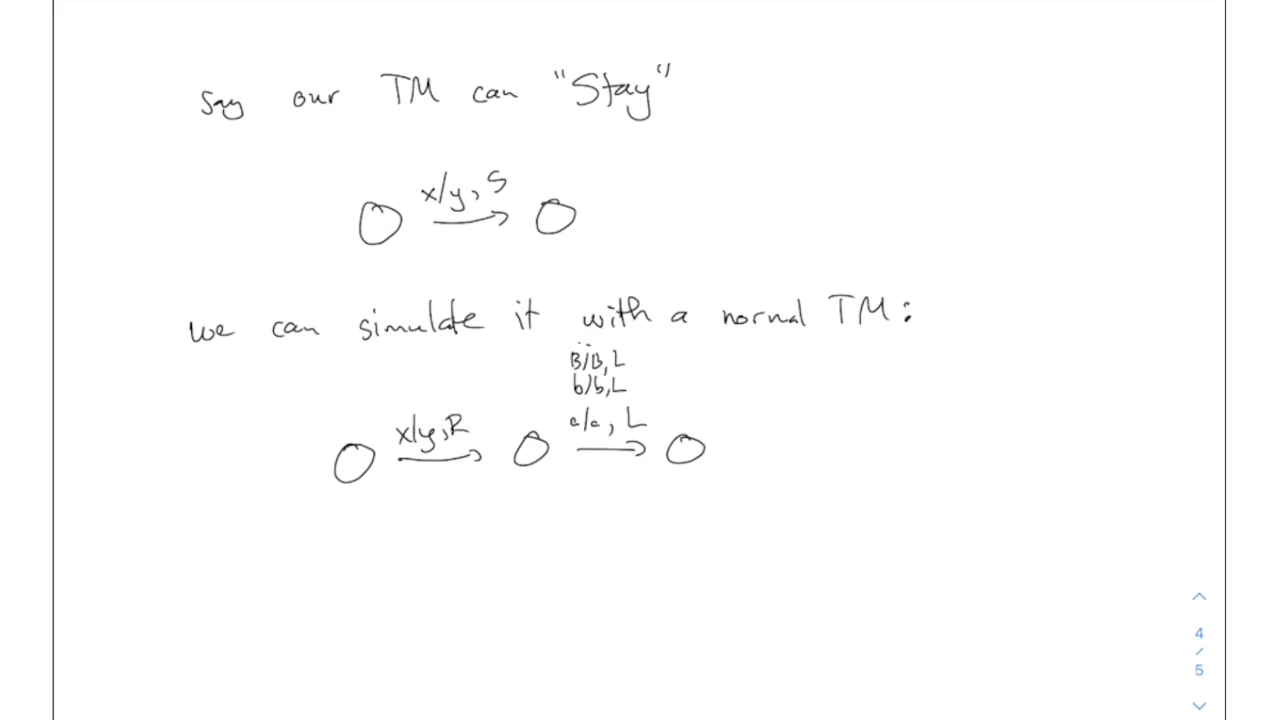 Say our TM can "Stay"
x/y, S
we can simulate it with a normal TM:
B/B, L
b/b, L
x/y, R
a/a, L
4
/
5